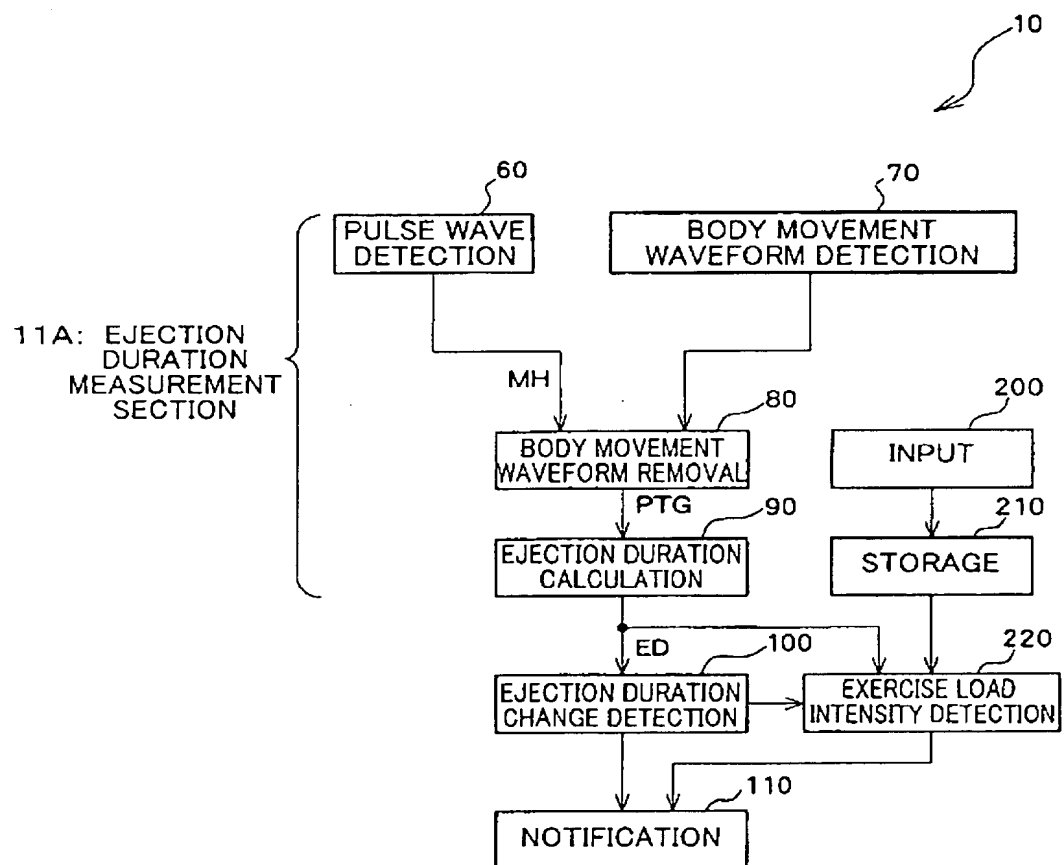 10
60
70
PULSE WAVE
DETECTION
BODY MOVEMENT
WAVEFORM DETECTION
11A: EJECTION
DURATION
MEASUREMENT
SECTION
MH
80
200
BODY MOVEMENT
WAVEFORM REMOVAL
INPUT
PTG
90
210
EJECTION DURATION
CALCULATION
STORAGE
ED
100
220
EJECTION DURATION
CHANGE DETECTION
EXERCISE LOAD
INTENSITY DETECTION
110
NOTIFICATION